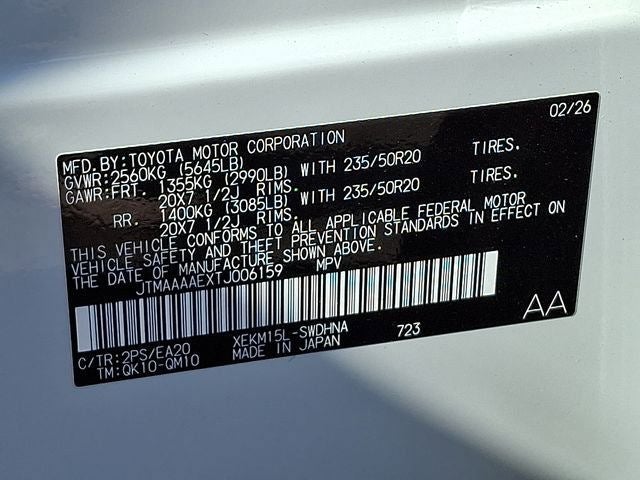 02/26
MFD.BY:TOYOTA MOTOR CORPORATION
GVWR:2560KG (5645LB)
GAWR:FRT. 1355KG (2990LB) WITH 235/50R20 TIRES.
20X7 1/2J RIMS.
RR. 1400KG (3085LB) WITH 235/50R20 TIRES.
20X7 1/2J RIMS.
THIS VEHICLE CONFORMS TO ALL APPLICABLE FEDERAL MOTOR
VEHICLE SAFETY AND THEFT PREVENTION STANDARDS IN EFFECT ON
THE DATE OF MANUFACTURE SHOWN ABOVE.
JTMAAAAEXTJ006159 MPV
AA
C/TR:2PS/EA20 XEKM15L-SWDHNA 723
TM:QK10-QM10 MADE IN JAPAN